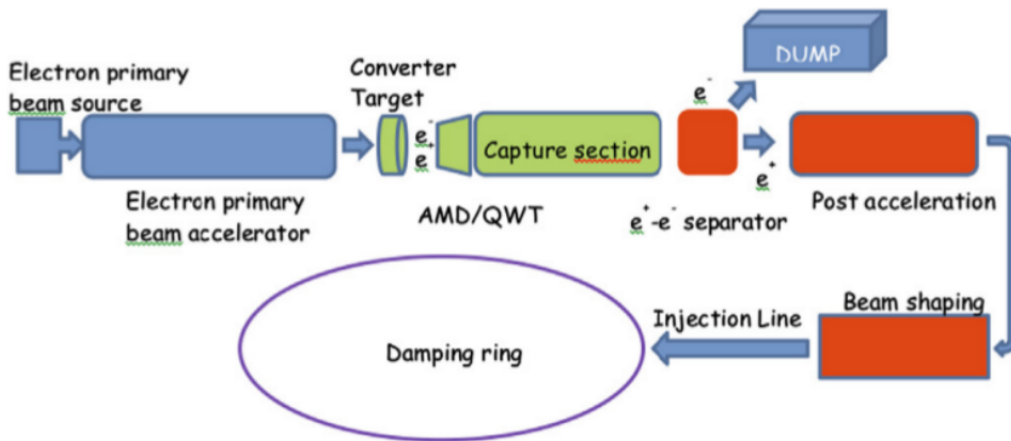 Electron primary
beam source
Converter
Target
e-
DUMP
e-
e+
Capture section
e+
Electron primary
beam accelerator
AMD/QWT
e+-e- separator
Post acceleration
Damping ring
Injection Line
Beam shaping